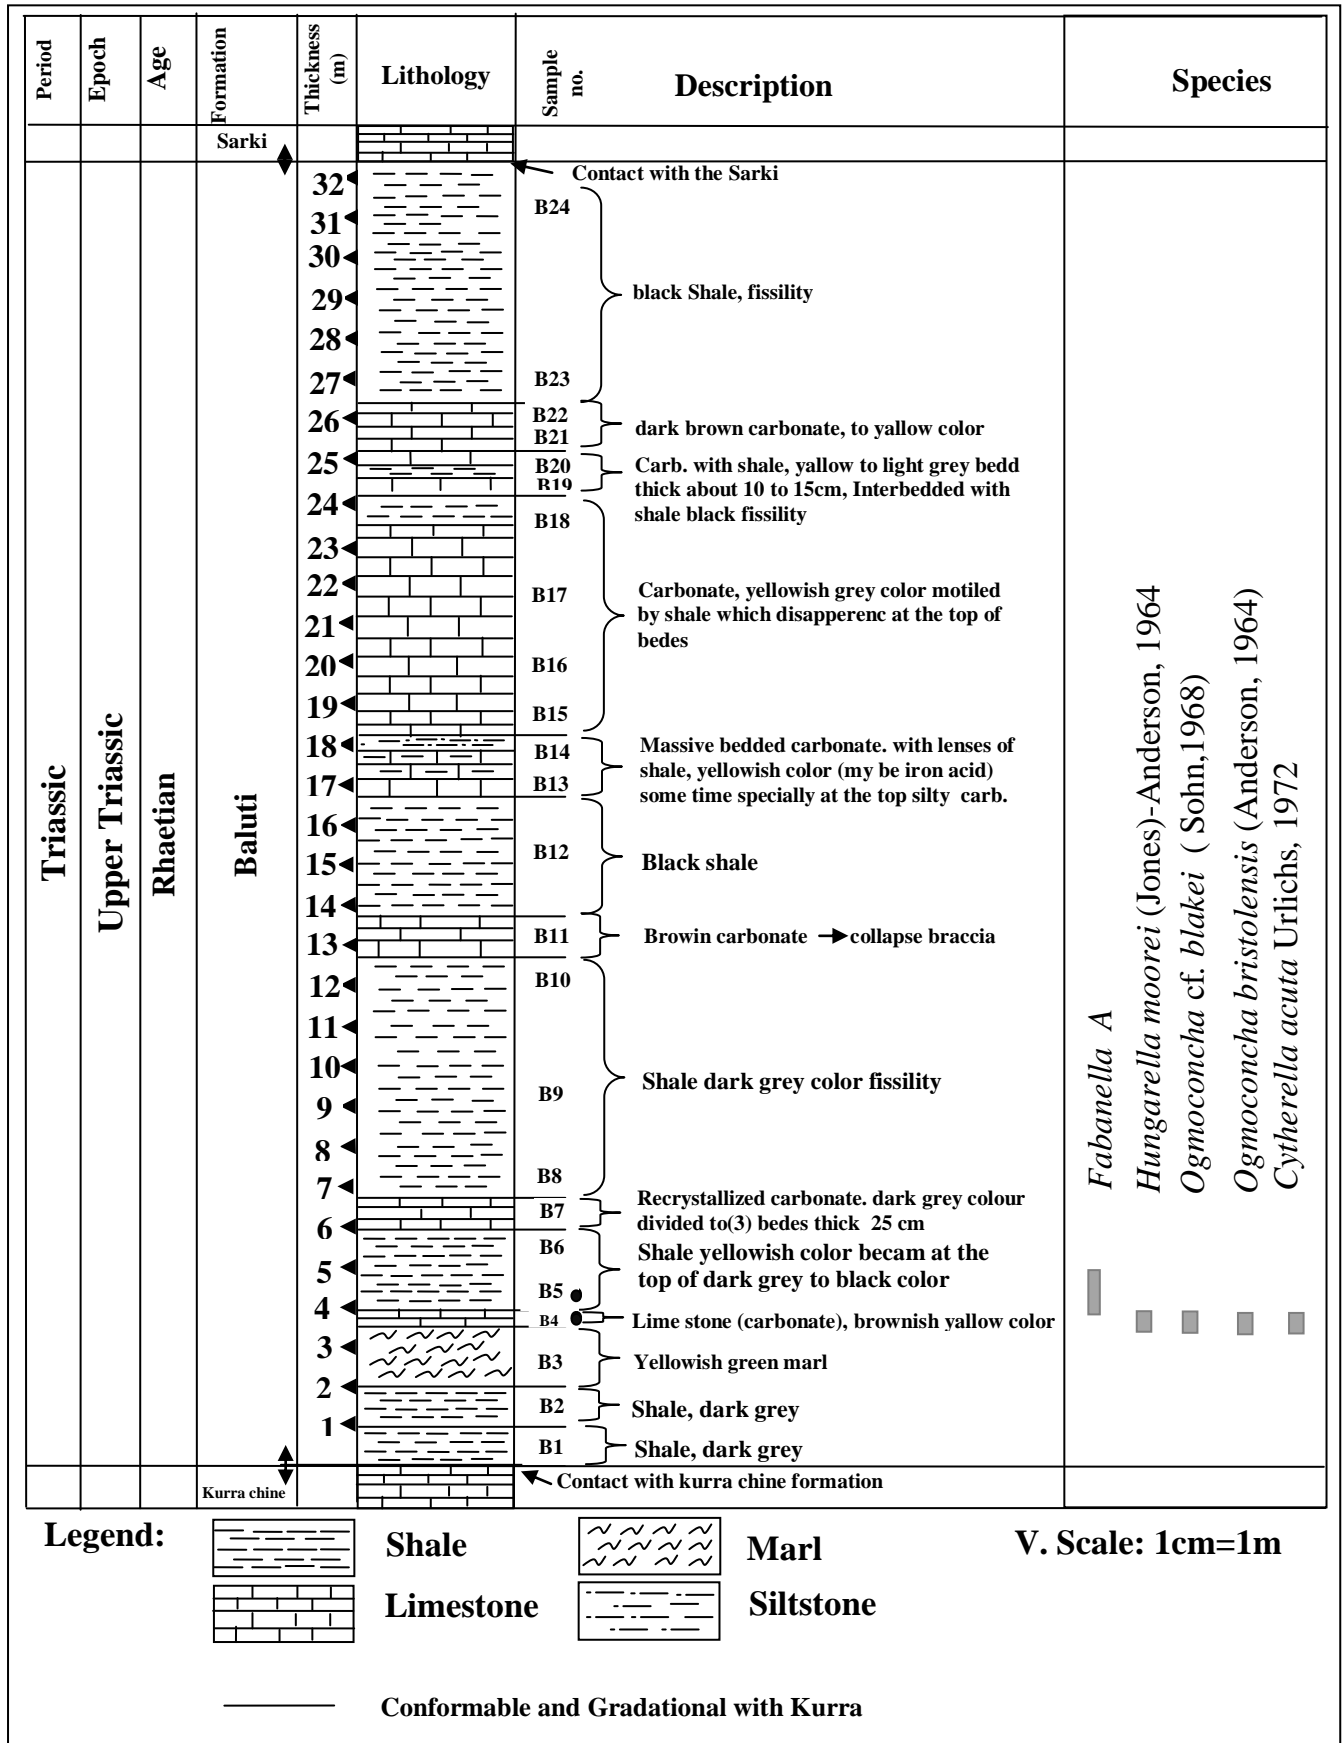 Period
Epoch
Age
Formation
Thickness
(m)
Lithology
Sample
no.
Description
Species
Sarki
Contact with the Sarki
32
31
30
29
28
27
26
25
24
23
22
21
20
19
18
17
16
15
14
13
12
11
10
9
8
7
6
5
4
3
2
1
Triassic
Upper Triassic
Rhaetian
Baluti
B24
B23
B22
B21
B20
B19
B18
B17
B16
B15
B14
B13
B12
B11
B10
B9
B8
B7
B6
B5
B4
B3
B2
B1
black Shale, fissility
dark brown carbonate, to yallow color
Carb. with shale, yallow to light grey bedd
thick about 10 to 15cm, Interbedded with
shale black fissility
Carbonate, yellowish grey color motiled
by shale which disapperenc at the top of
bedes
Massive bedded carbonate. with lenses of
shale, yellowish color (my be iron acid)
some time specially at the top silty carb.
Black shale
Browin carbonate collapse braccia
Shale dark grey color fissility
Recrystallized carbonate. dark grey colour
divided to(3) bedes thick 25 cm
Shale yellowish color becam at the
top of dark grey to black color
Lime stone (carbonate), brownish yallow color
Yellowish green marl
Shale, dark grey
Shale, dark grey
Fabanella A
Hungarella moorei (Jones)-Anderson, 1964
Ogmoconcha cf. blakei ( Sohn,1968)
Ogmoconcha bristolensis (Anderson, 1964)
Cytherella acuta Urlichs, 1972
Kurra chine
Contact with kurra chine formation
Legend:
Shale
Marl
V. Scale: 1cm=1m
Limestone
Siltstone
Conformable and Gradational with Kurra